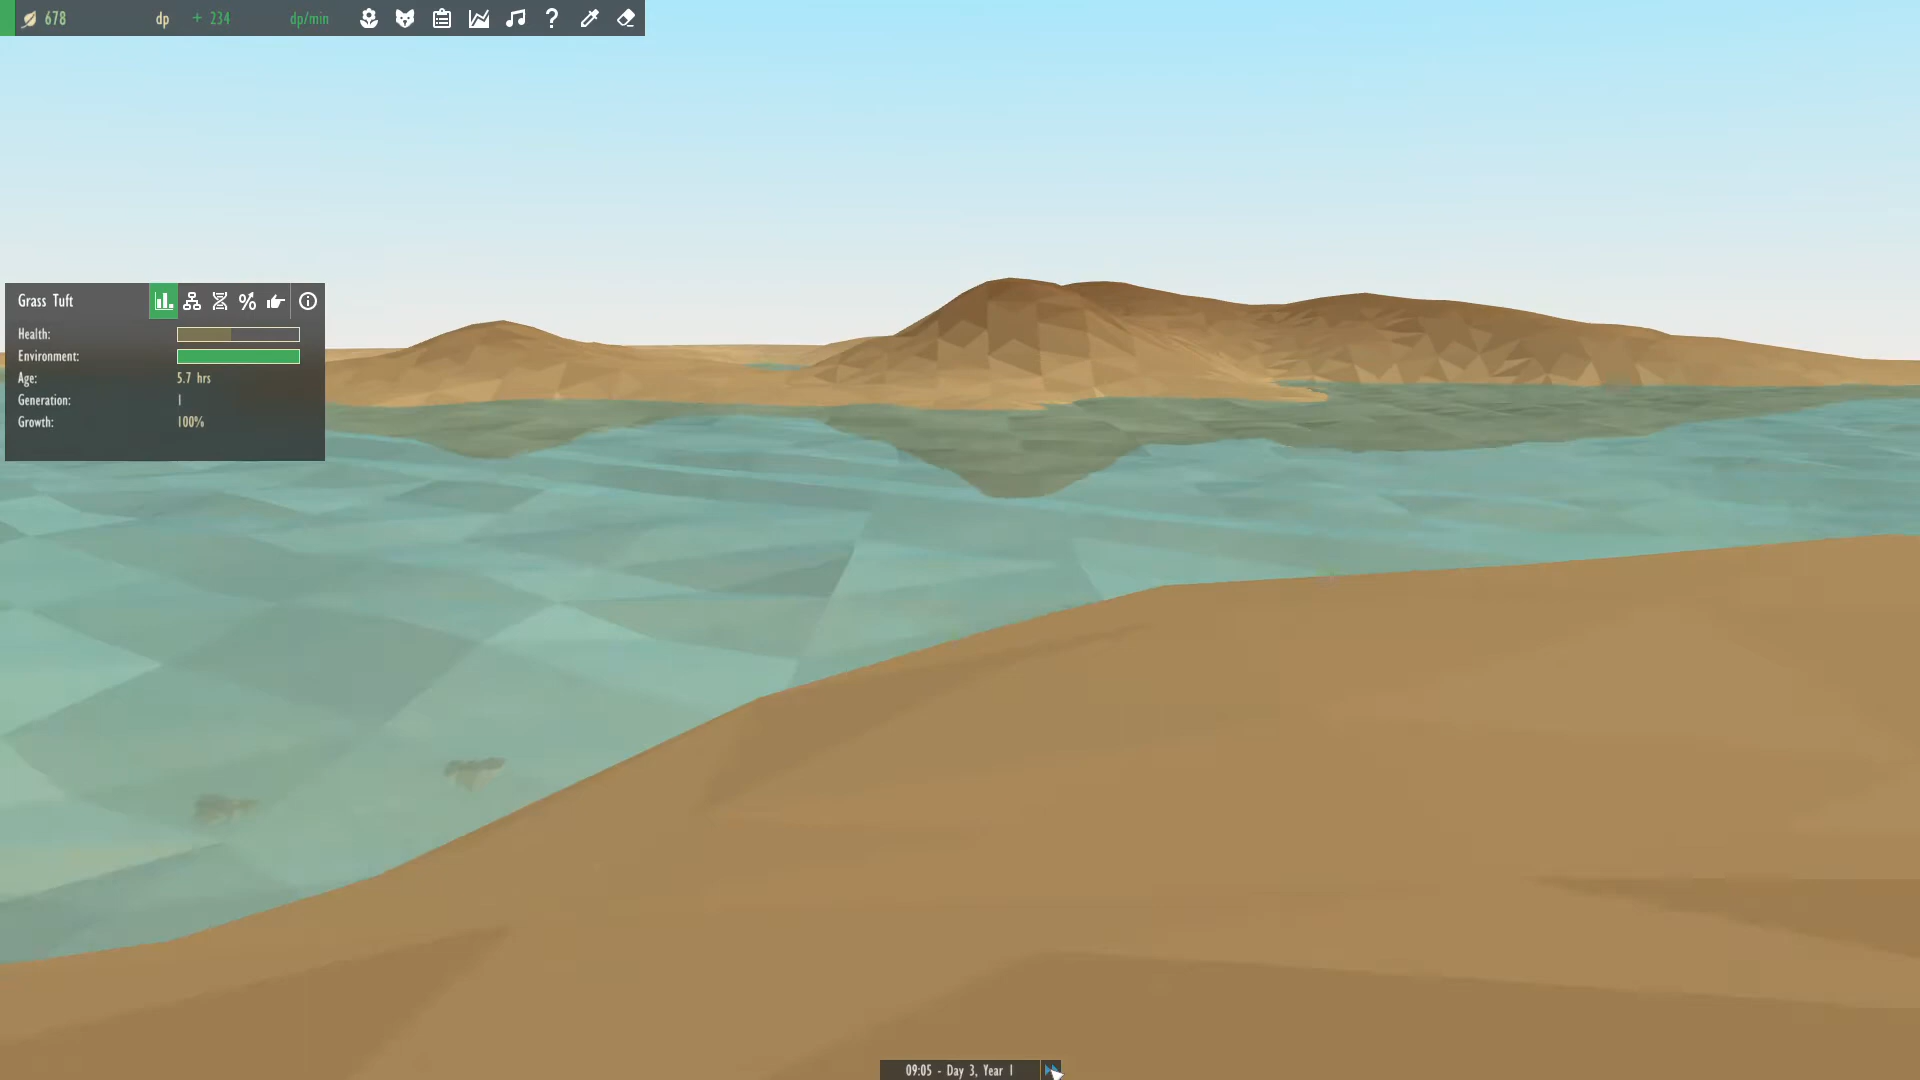 678 dp + 234 dp/min ?
Grass Tuft %
Health:
Environment:
Age: 5.7 hrs
Generation: 1
Growth: 100%
09:05 - Day 3, Year 1